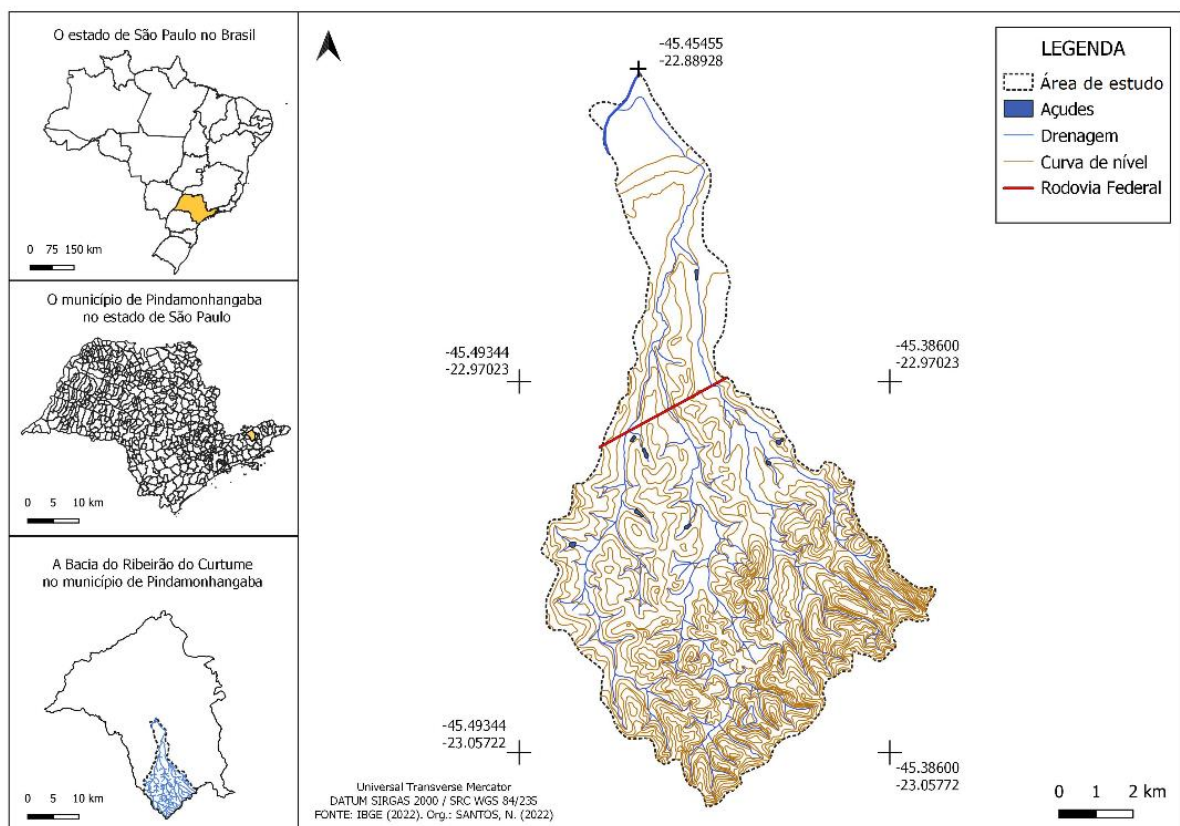 O estado de São Paulo no Brasil
0 75 150 km
O município de Pindamonhangaba
no estado de São Paulo
0 5 10 km
A Bacia do Ribeirão do Curtume
no município de Pindamonhangaba
0 5 10 km
-45.45455
-22.88928
-45.49344
-22.97023
-45.38600
-22.97023
-45.49344
-23.05722
-45.38600
-23.05772
LEGENDA
Área de estudo
Açudes
Drenagem
Curva de nível
Rodovia Federal
Universal Transverse Mercator
DATUM SIRGAS 2000 / SRC WGS 84/23S
FONTE: IBGE (2022). Org.: SANTOS, N. (2022)
0 1 2 km